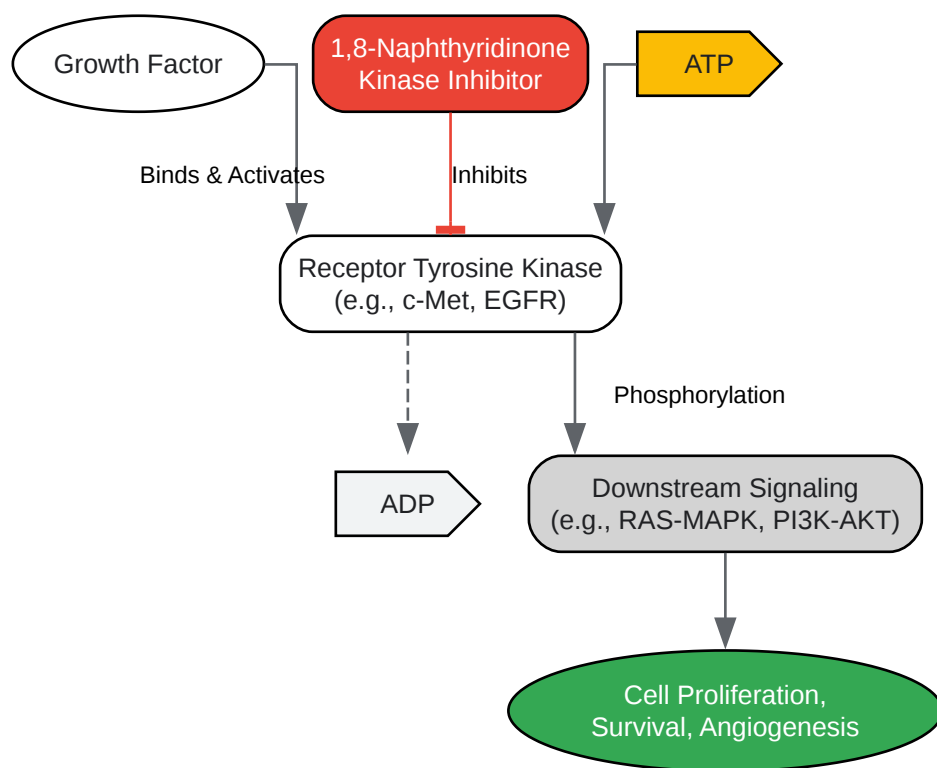 Growth Factor
1,8-Naphthyridinone
Kinase Inhibitor
ATP
Binds & Activates
Inhibits
Receptor Tyrosine Kinase
(e.g., c-Met, EGFR)
Phosphorylation
ADP
Downstream Signaling
(e.g., RAS-MAPK, PI3K-AKT)
Cell Proliferation,
Survival, Angiogenesis